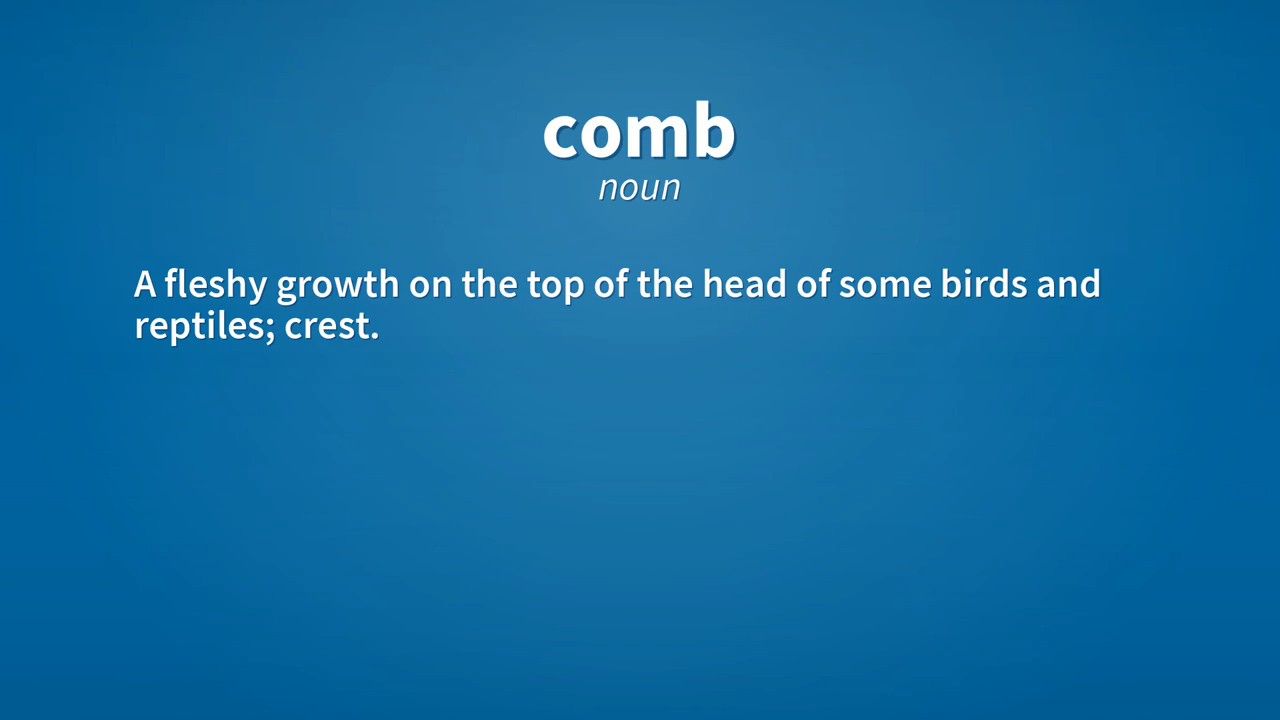 comb
noun
A fleshy growth on the top of the head of some birds and
reptiles; crest.